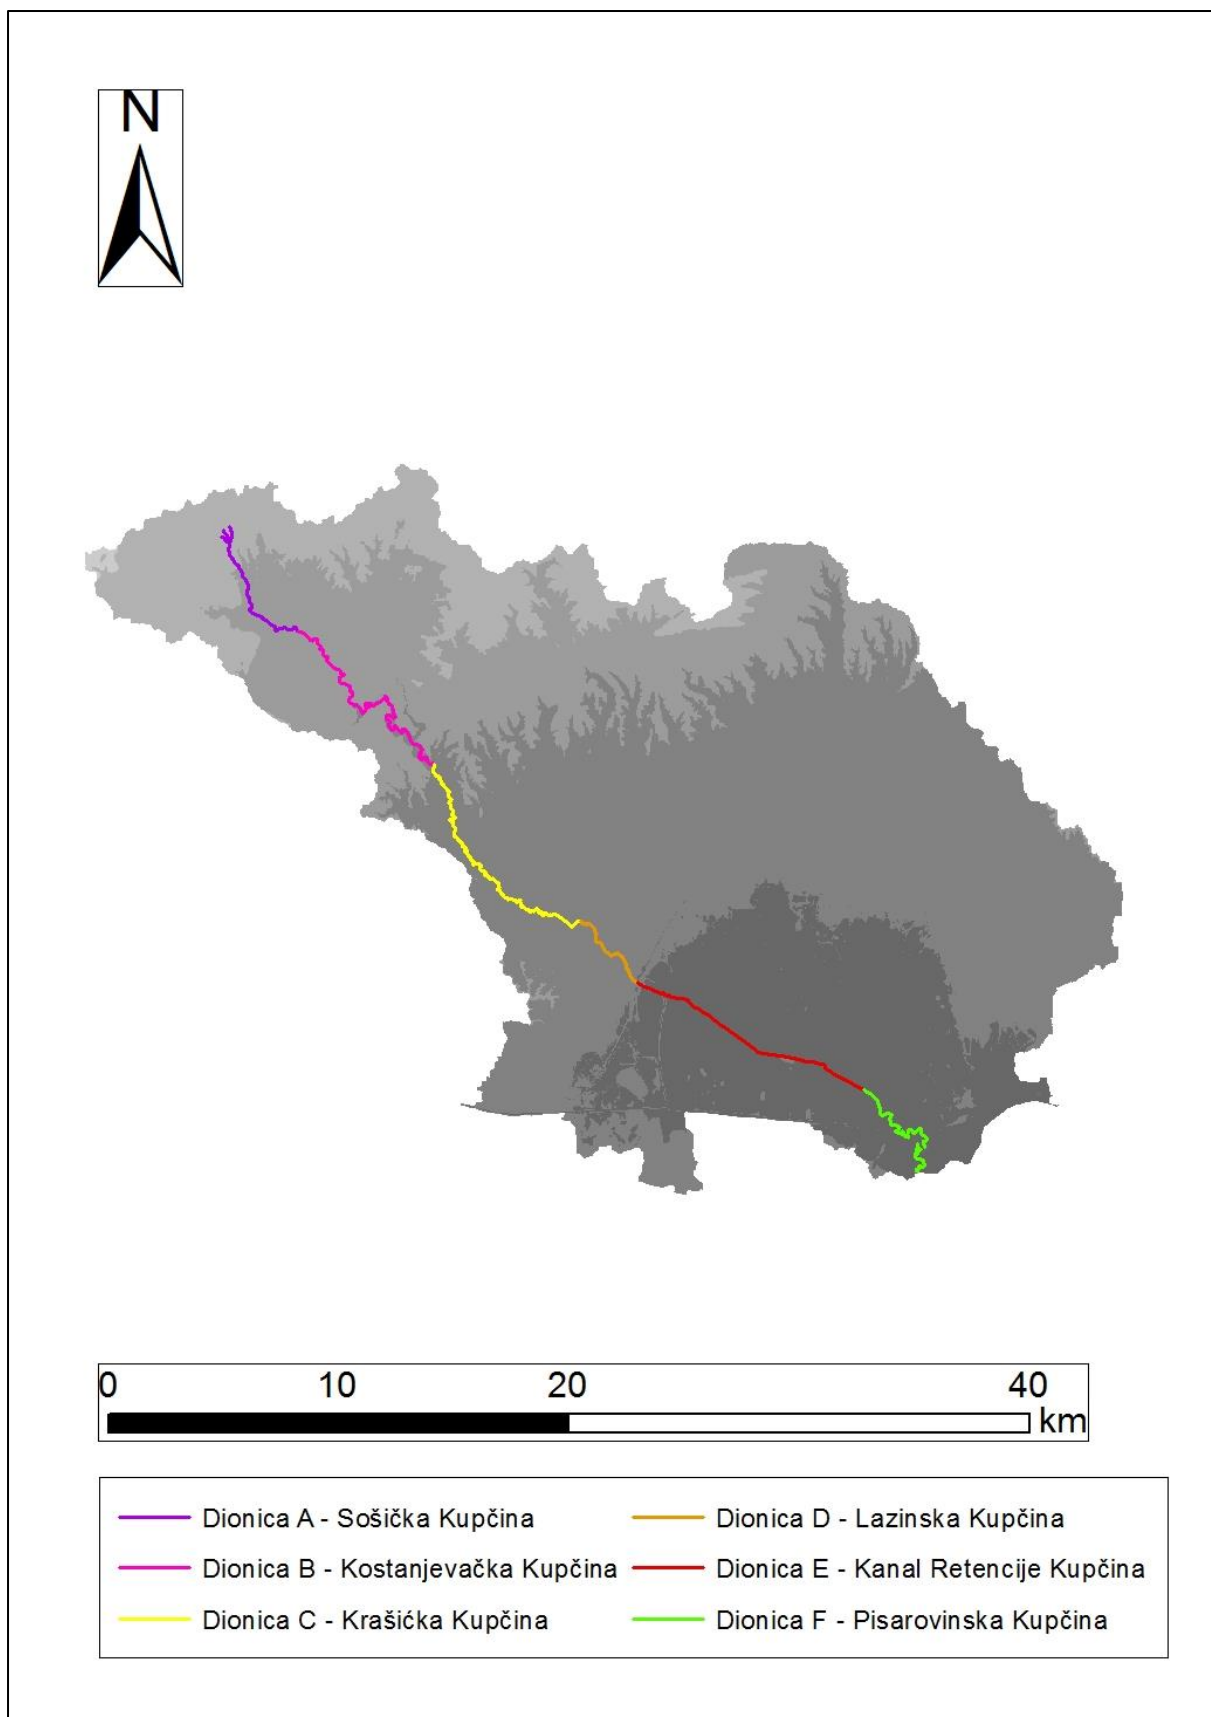 N
0 10 20 40
km
Dionica A - Sošička Kupčina
Dionica B - Kostanjevačka Kupčina
Dionica C - Krašićka Kupčina
Dionica D - Lazinska Kupčina
Dionica E - Kanal Retencije Kupčina
Dionica F - Pisarovinska Kupčina